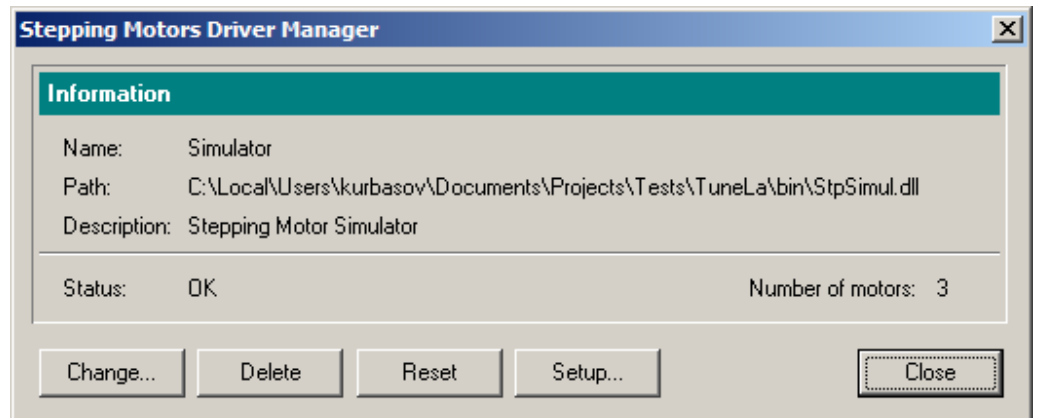 Stepping Motors Driver Manager
Information
Name: Simulator
Path: C:\Local\Users\kurbasov\Documents\Projects\Tests\TuneLa\bin\StpSimul.dll
Description: Stepping Motor Simulator
Status: OK Number of motors: 3
Change... Delete Reset Setup... Close